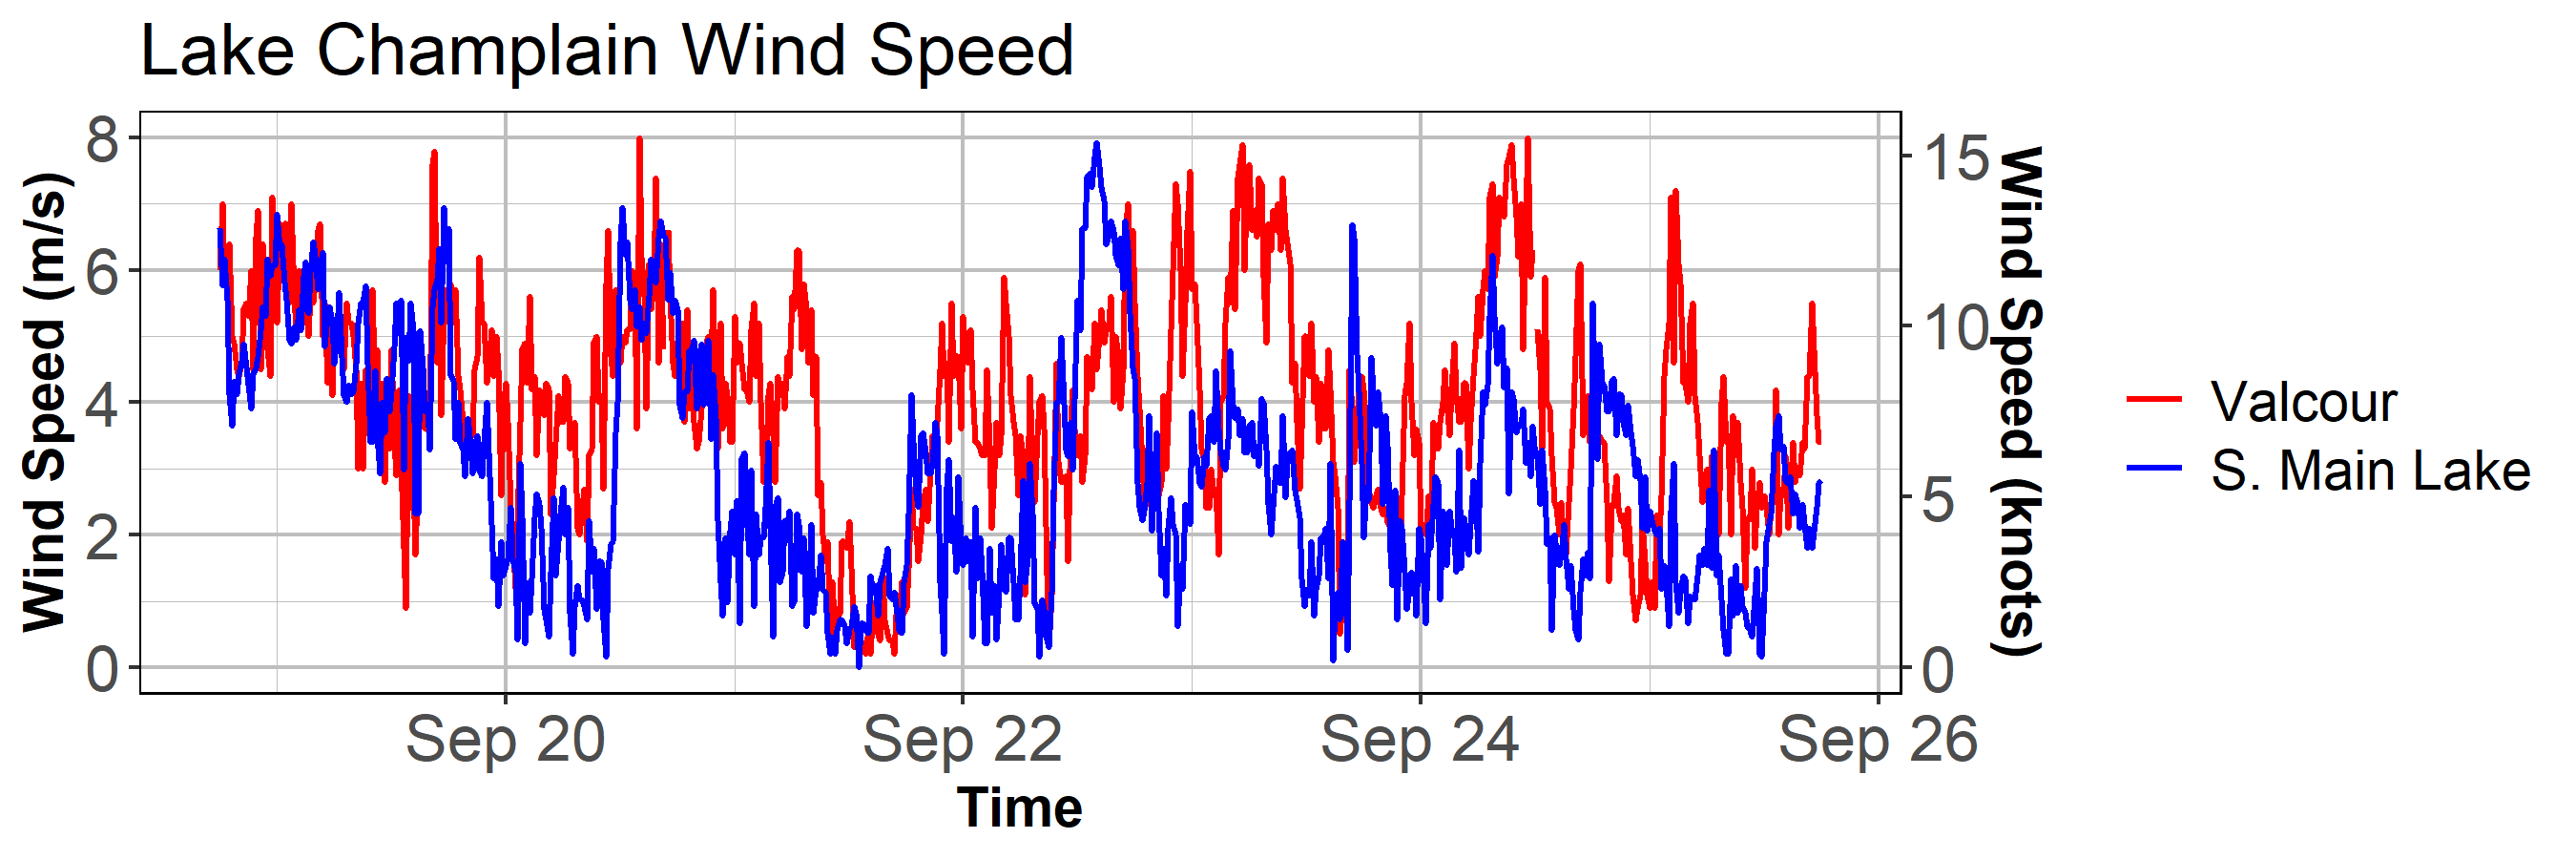 Lake Champlain Wind Speed
Wind Speed (m/s)
8
6
4
2
0
15
10
5
0
Wind Speed (knots)
Sep 20
Sep 22
Sep 24
Sep 26
Time
Valcour
S. Main Lake